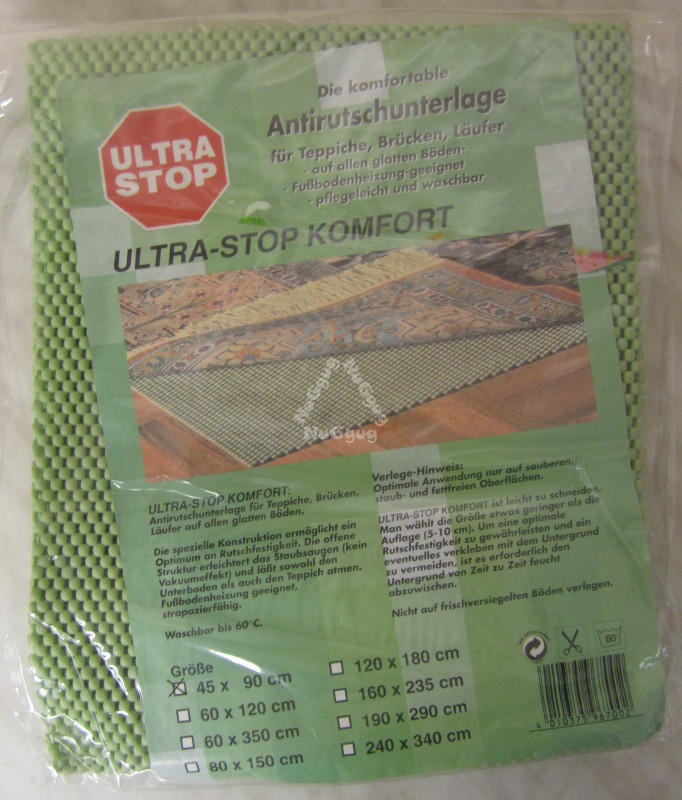 Die komfortable
Antirutschunterlage
für Teppiche, Brücken, Läufer
- auf allen glatten Böden-
- Fußbodenheizung-geeignet
- pflegeleicht und waschbar
ULTRA
STOP
ULTRA-STOP KOMFORT
NuGgug
NuGgug
NuGgug
ULTRA-STOP KOMFORT:
Antirutschunterlage für Teppiche, Brücken,
Läufer auf allen glatten Böden.
Die spezielle Konstruktion ermöglicht ein
Optimum an Rutschfestigkeit. Die offene
Struktur erleichtert das Staubsaugen (kein
Vakuumeffekt) und läßt sowohl den
Unterboden als auch den Teppich atmen.
Fußbodenheizung geeignet,
strapazierfähig.
Waschbar bis 60°C.
Verlege-Hinweis:
Optimale Anwendung nur auf sauberen,
staub- und fettfreien Oberflächen.
ULTRA-STOP KOMFORT ist leicht zu schneiden.
Man wählt die Größe etwas geringer als die
Auflage (5-10 cm). Um eine optimale
Rutschfestigkeit zu gewährleisten und ein
eventuelles verkleben mit dem Untergrund
zu vermeiden, ist es erforderlich den
Untergrund von Zeit zu Zeit feucht
abzuwischen.
Nicht auf frischversiegelten Böden verlegen.
Größe
45 x 90 cm
60 x 120 cm
60 x 350 cm
80 x 150 cm
120 x 180 cm
160 x 235 cm
190 x 290 cm
240 x 340 cm
60
4 010373 967002